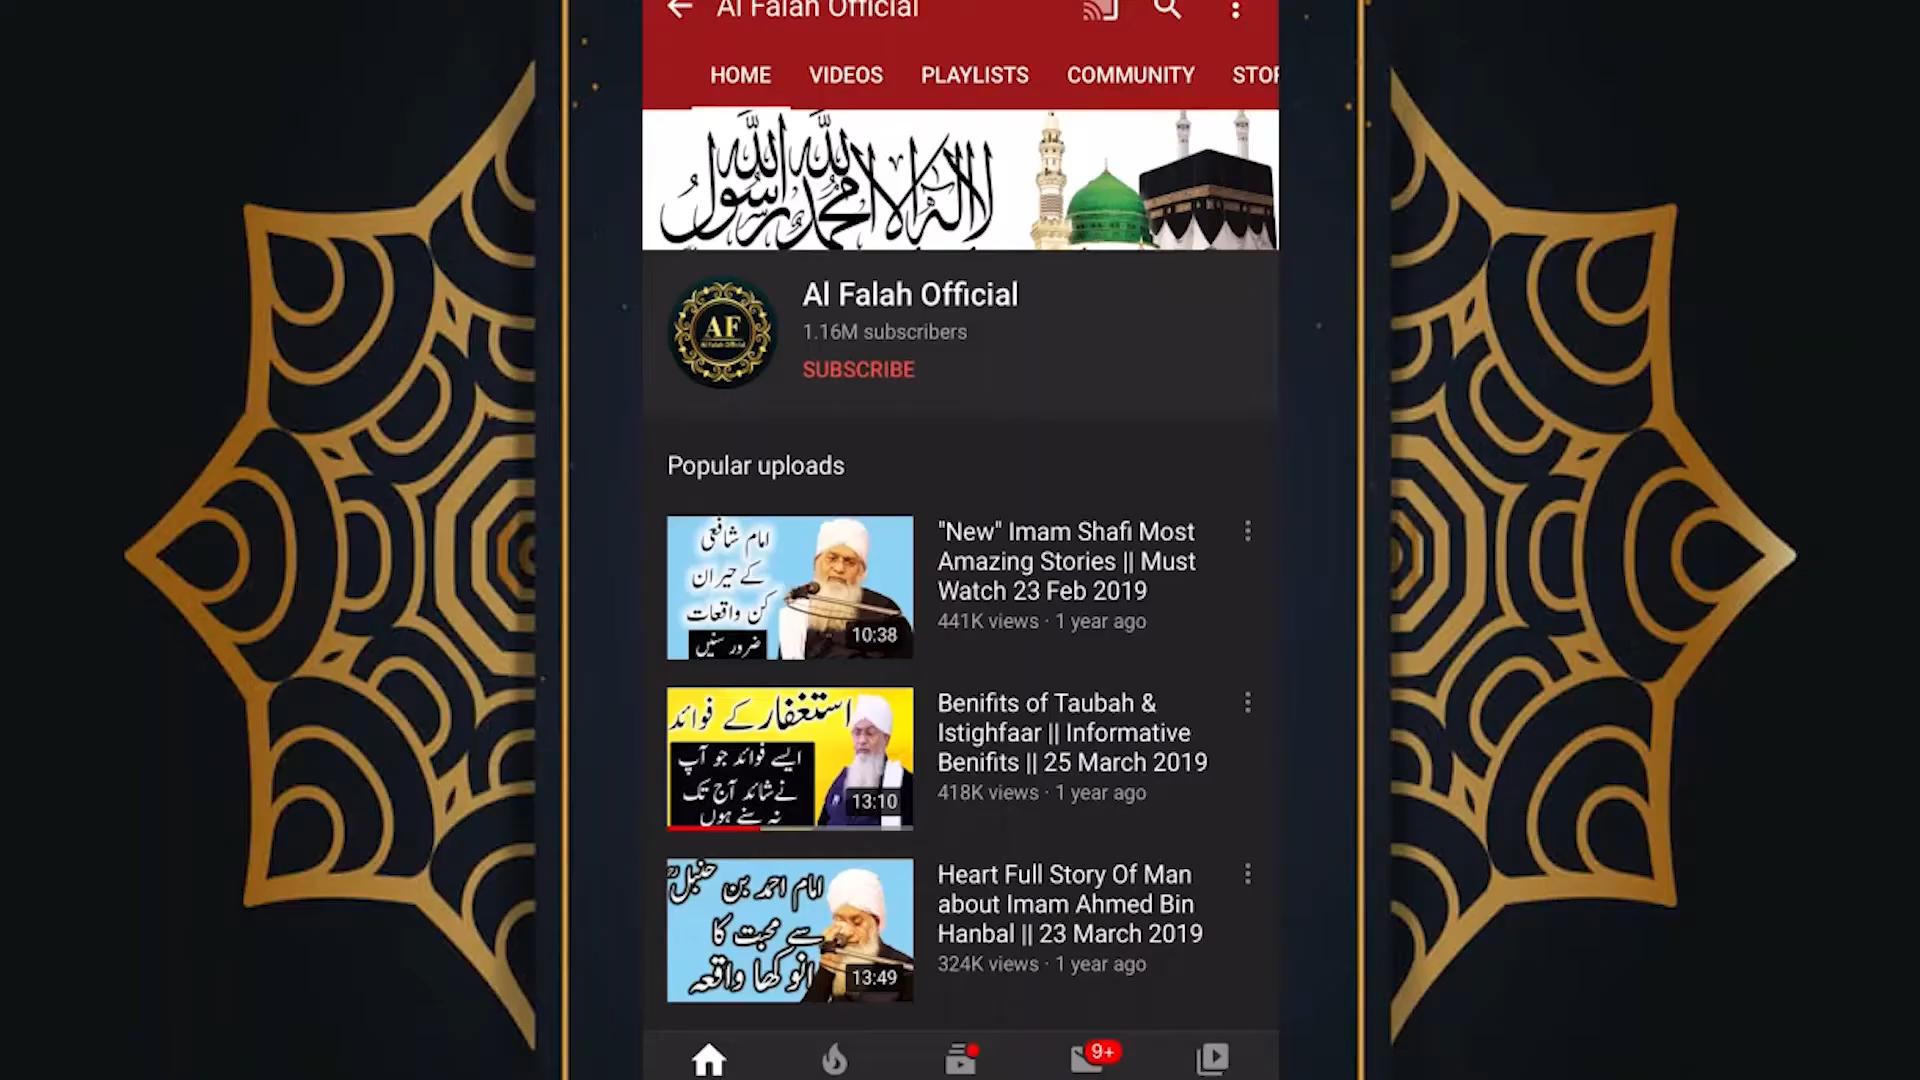 Al Falah Official
HOME VIDEOS PLAYLISTS COMMUNITY STOR
لا اله الا الله محمد رسول الله
AF
Al Falah Official
Al Falah Official
1.16M subscribers
SUBSCRIBE
Popular uploads
امام شافعی
کے حیران
کن واقعات
ضرور سنیں
10:38
"New" Imam Shafi Most
Amazing Stories || Must
Watch 23 Feb 2019
441K views · 1 year ago
استغفار کے فوائد
ایسے فوائد جو آپ
نے شائد آج تک
نہ سنے ہوں
13:10
Benifits of Taubah &
Istighfaar || Informative
Benifits || 25 March 2019
418K views · 1 year ago
امام احمد بن حنبلؒ
سے محبت کا
انوکھا واقعہ
13:49
Heart Full Story Of Man
about Imam Ahmed Bin
Hanbal || 23 March 2019
324K views · 1 year ago
9+